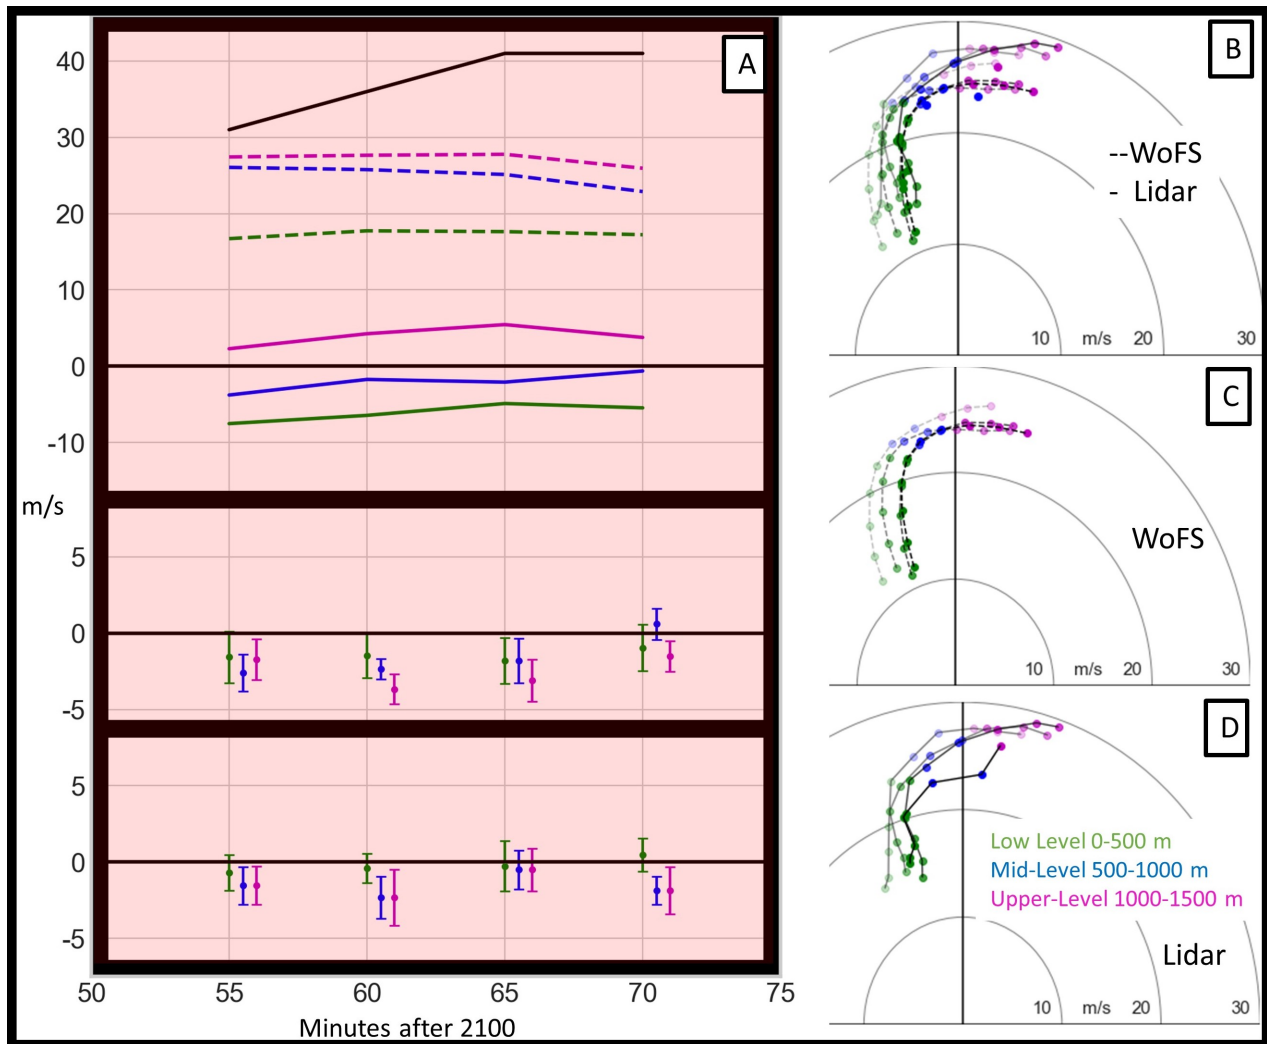 A
40
30
20
10
0
-10
m/s
5
0
-5
5
0
-5
50 55 60 65 70 75
Minutes after 2100
B
--WoFS
- Lidar
10 m/s 20 30
C
WoFS
10 m/s 20 30
D
Low Level 0-500 m
Mid-Level 500-1000 m
Upper-Level 1000-1500 m
Lidar
10 m/s 20 30